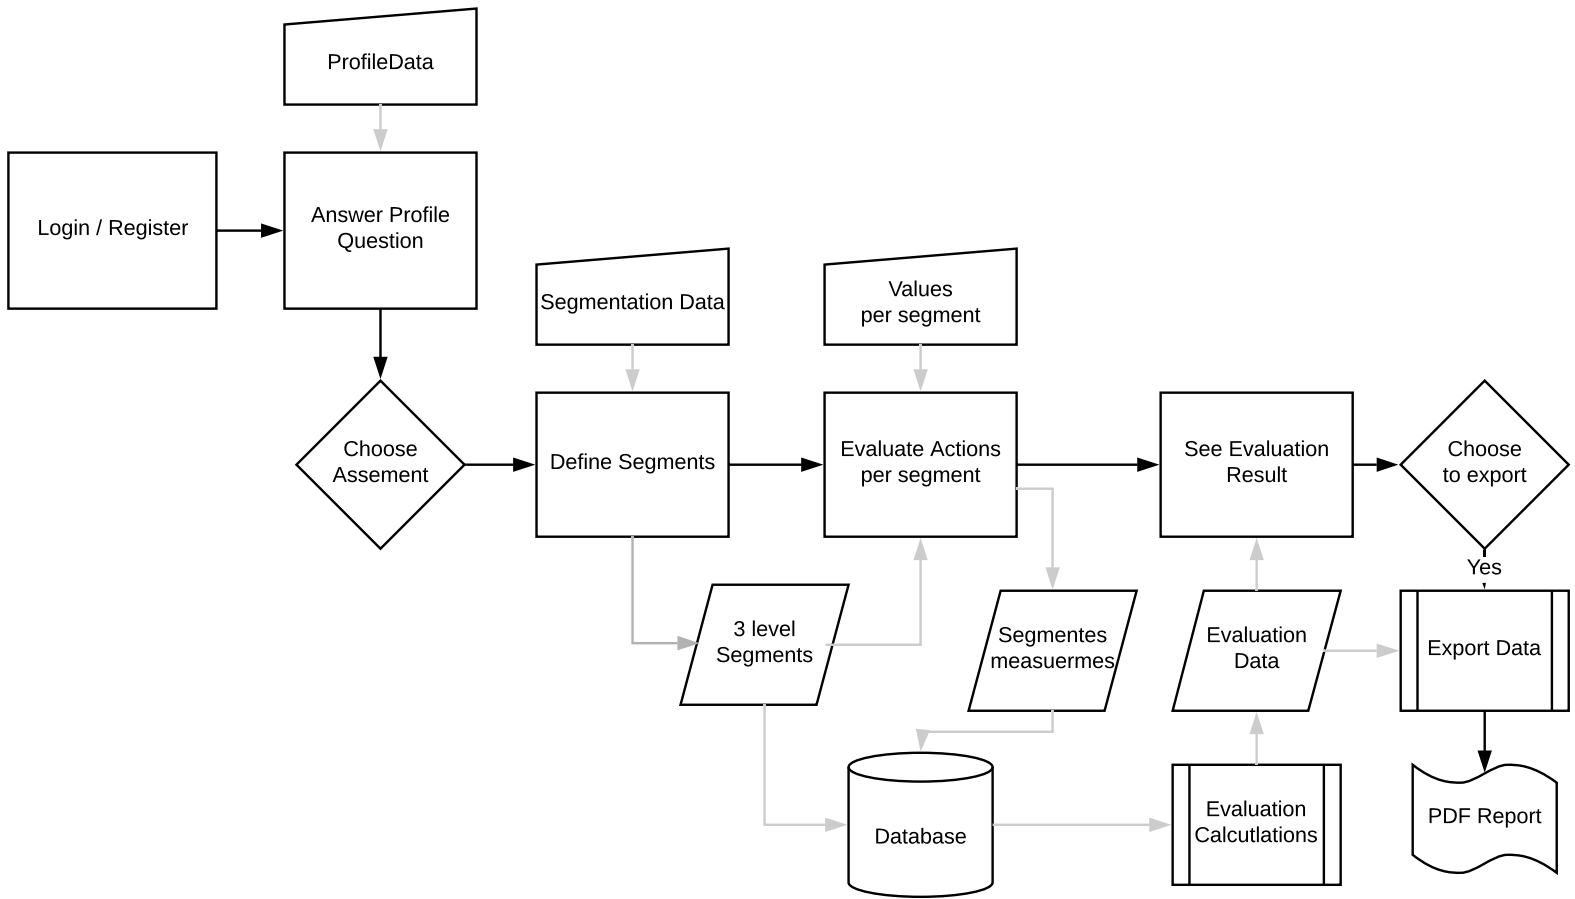 ProfileData
Login / Register
Answer Profile
Question
Segmentation Data
Values
per segment
Choose
Assement
Define Segments
Evaluate Actions
per segment
See Evaluation
Result
Choose
to export
Yes
3 level
Segments
Segmentes
measuermes
Evaluation
Data
Export Data
Database
Evaluation
Calcutlations
PDF Report